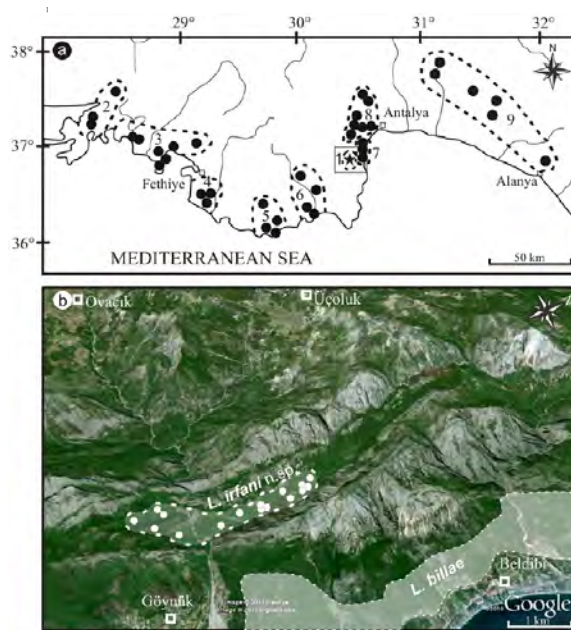 29° 30° 31° 32°
38°
a
N
2
8
Antalya
9
37°
3
1
7
Fethiye
4
6
Alanya
5
36°
MEDITERRANEAN SEA
50 km
b
Ovacık
Üçoluk
L. irfani n.sp.
L. billae
Beldibi
Göynük
Google
1 km